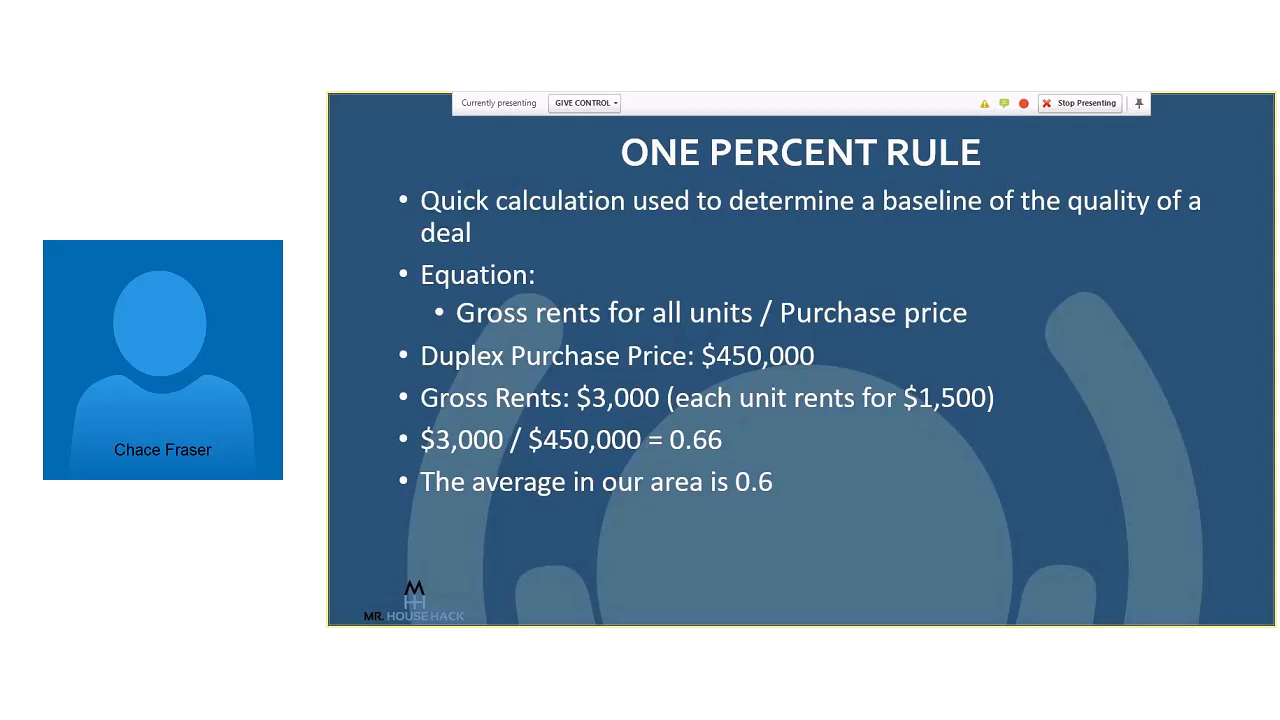 Currently presenting
GIVE CONTROL
Stop Presenting
ONE PERCENT RULE
• Quick calculation used to determine a baseline of the quality of a
deal
• Equation:
• Gross rents for all units / Purchase price
• Duplex Purchase Price: $450,000
• Gross Rents: $3,000 (each unit rents for $1,500)
• $3,000 / $450,000 = 0.66
• The average in our area is 0.6
Chace Fraser
MR. HOUSE HACK